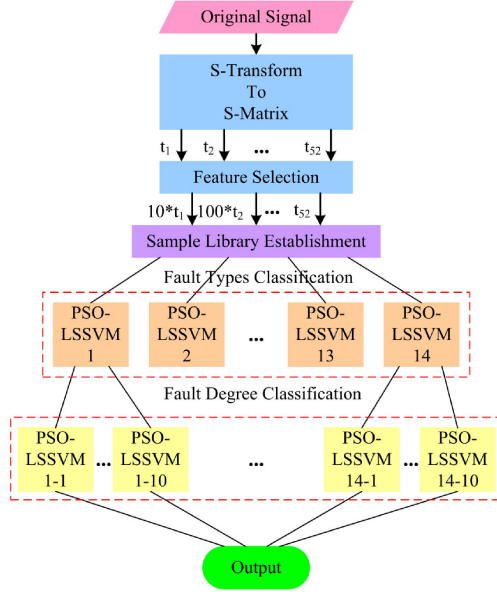 Original Signal
S-Transform
To
S-Matrix
t1 t2 ... t52
Feature Selection
10*t1 100*t2 ... t52
Sample Library Establishment
Fault Types Classification
PSO-
LSSVM
1
PSO-
LSSVM
2
...
PSO-
LSSVM
13
PSO-
LSSVM
14
Fault Degree Classification
PSO-
LSSVM
1-1
...
PSO-
LSSVM
1-10
...
PSO-
LSSVM
14-1
...
PSO-
LSSVM
14-10
Output